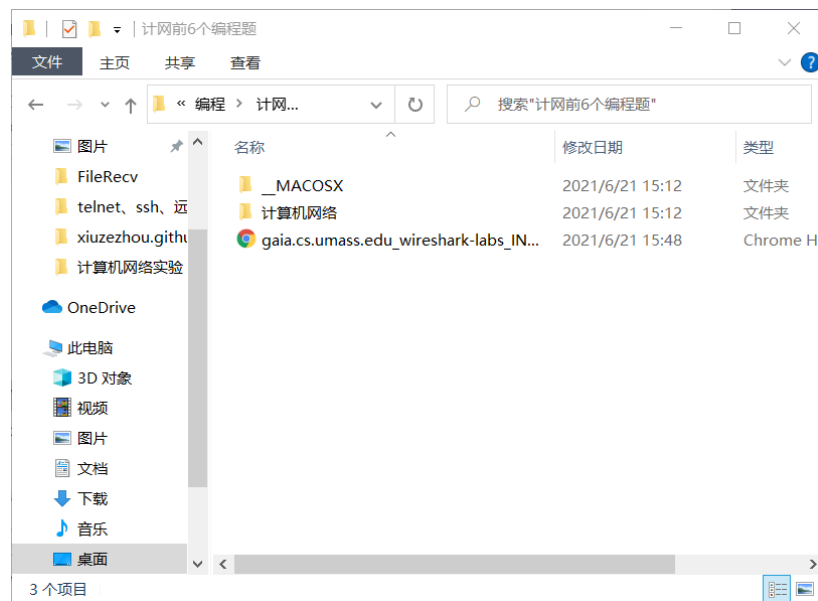 计网前6个编程题
文件 主页 共享 查看
« 编程 › 计网... 搜索"计网前6个编程题"
名称 修改日期 类型
图片
FileRecv
telnet、ssh、远
xiuzezhou.githu
计算机网络实验
OneDrive
此电脑
3D 对象
视频
图片
文档
下载
音乐
桌面
__MACOSX 2021/6/21 15:12 文件夹
计算机网络 2021/6/21 15:12 文件夹
gaia.cs.umass.edu_wireshark-labs_IN... 2021/6/21 15:48 Chrome H
3 个项目